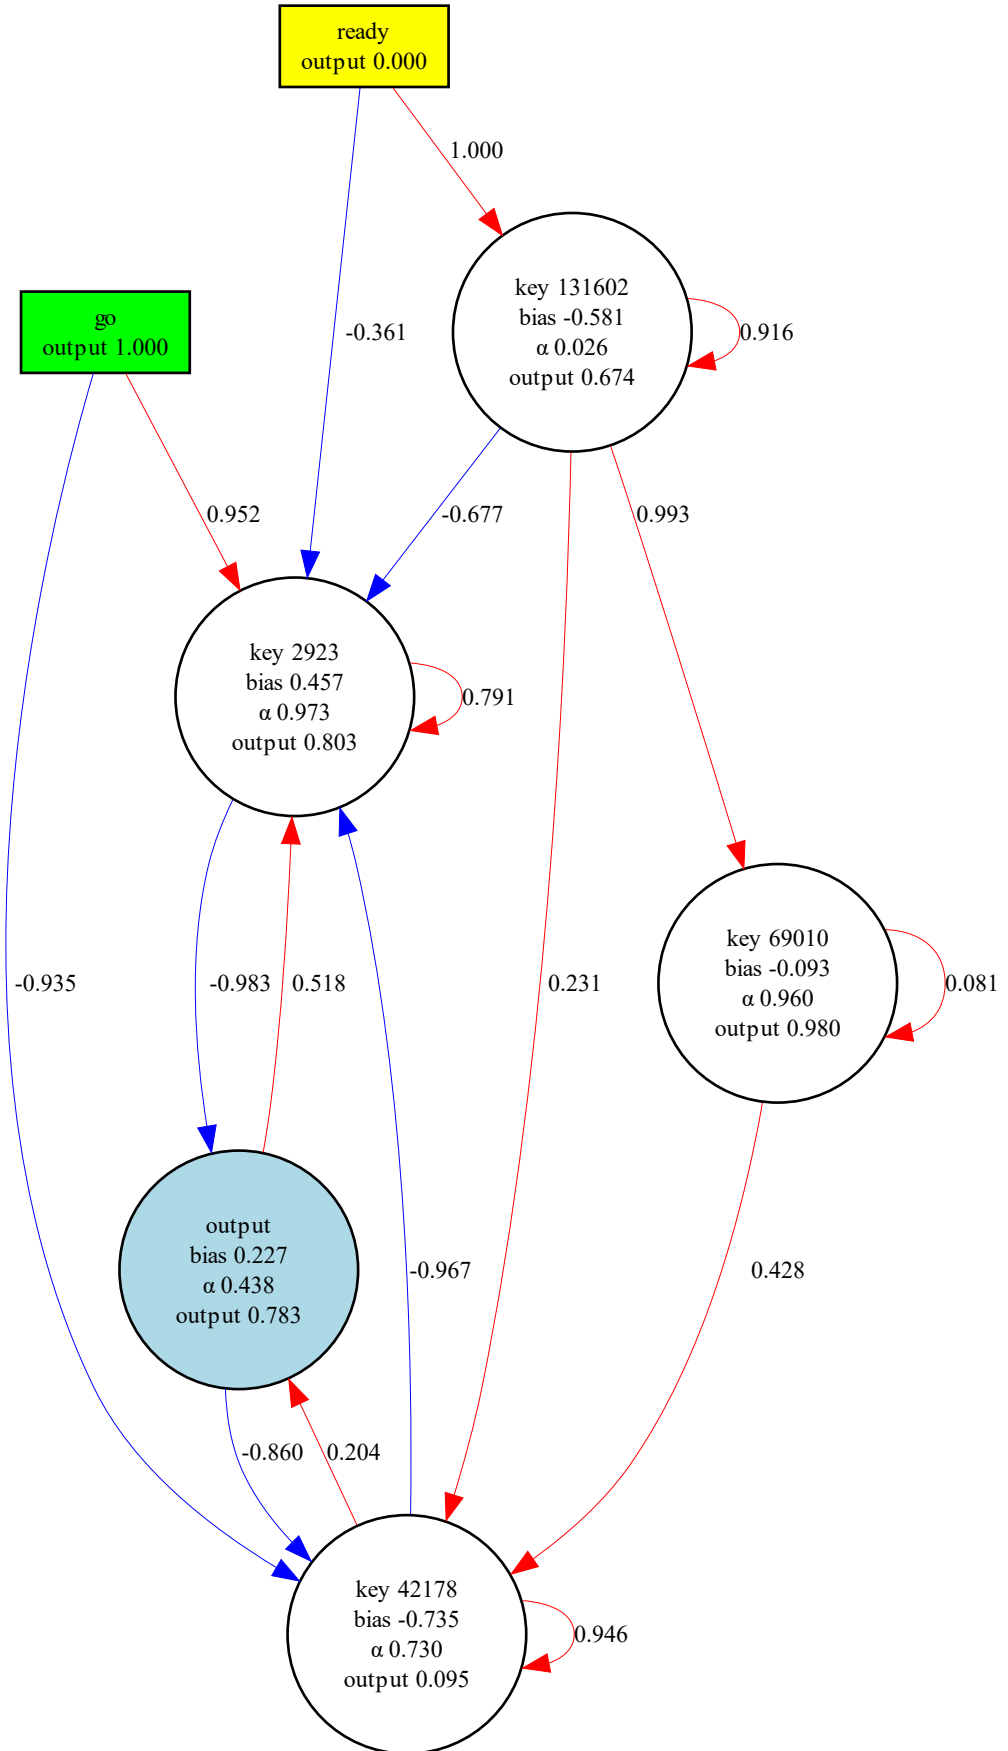 ready
output 0.000
1.000
key 131602
bias -0.581
α 0.026
output 0.674
0.916
go
output 1.000
-0.361
0.952
-0.677
0.993
key 2923
bias 0.457
α 0.973
output 0.803
0.791
key 69010
bias -0.093
α 0.960
output 0.980
0.081
-0.935
-0.983
0.518
0.231
output
bias 0.227
α 0.438
output 0.783
-0.967
0.428
-0.860
0.204
key 42178
bias -0.735
α 0.730
output 0.095
0.946